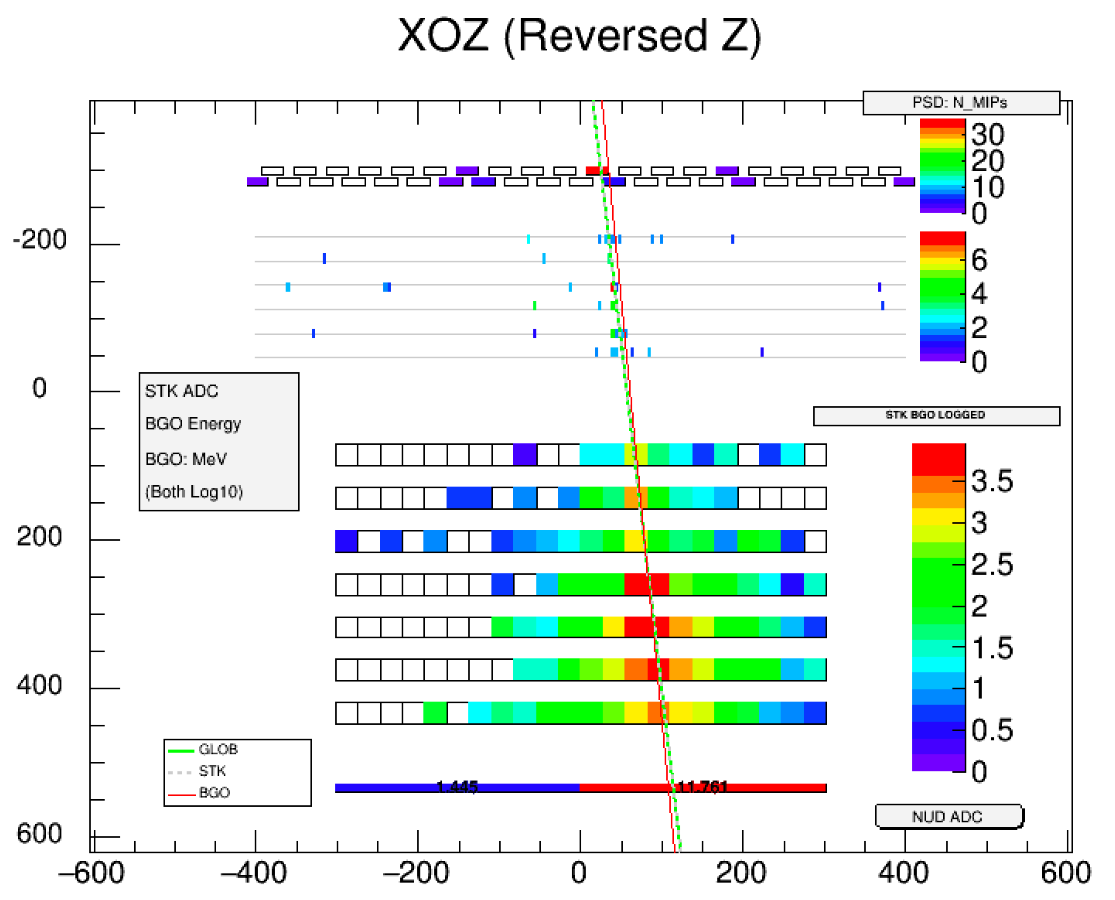 XOZ (Reversed Z)
PSD: N_MIPs
30
20
10
0
6
4
2
0
-200
0
200
400
600
STK ADC
BGO Energy
BGO: MeV
(Both Log10)
STK BGO LOGGED
3.5
3
2.5
2
1.5
1
0.5
0
GLOB
STK
BGO
1.445
11.761
NUD ADC
−600
−400
−200
0
200
400
600